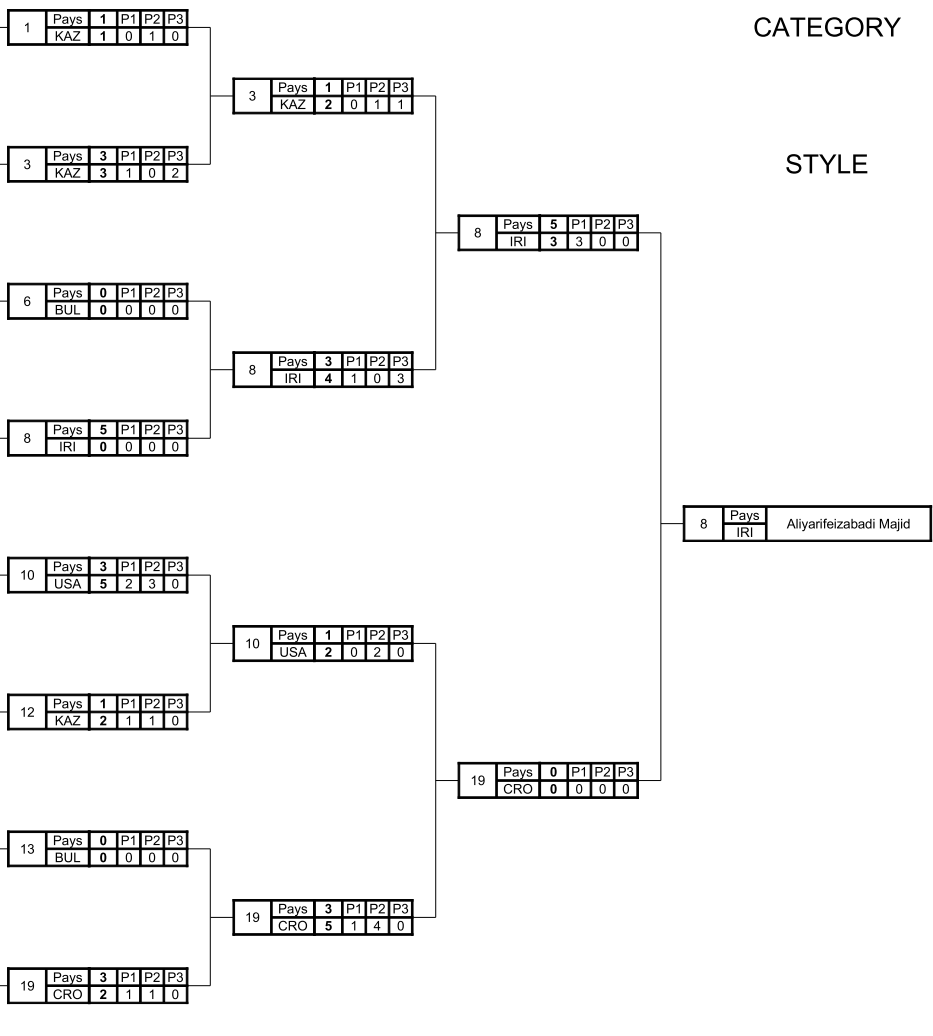 1 Pays 1 P1 P2 P3
KAZ 1 0 1 0
CATEGORY
3 Pays 1 P1 P2 P3
KAZ 2 0 1 1
3 Pays 3 P1 P2 P3
KAZ 3 1 0 2
STYLE
8 Pays 5 P1 P2 P3
IRI 3 3 0 0
6 Pays 0 P1 P2 P3
BUL 0 0 0 0
8 Pays 3 P1 P2 P3
IRI 4 1 0 3
8 Pays 5 P1 P2 P3
IRI 0 0 0 0
8 Pays Aliyarifeizabadi Majid
IRI
10 Pays 3 P1 P2 P3
USA 5 2 3 0
10 Pays 1 P1 P2 P3
USA 2 0 2 0
12 Pays 1 P1 P2 P3
KAZ 2 1 1 0
19 Pays 0 P1 P2 P3
CRO 0 0 0 0
13 Pays 0 P1 P2 P3
BUL 0 0 0 0
19 Pays 3 P1 P2 P3
CRO 5 1 4 0
19 Pays 3 P1 P2 P3
CRO 2 1 1 0